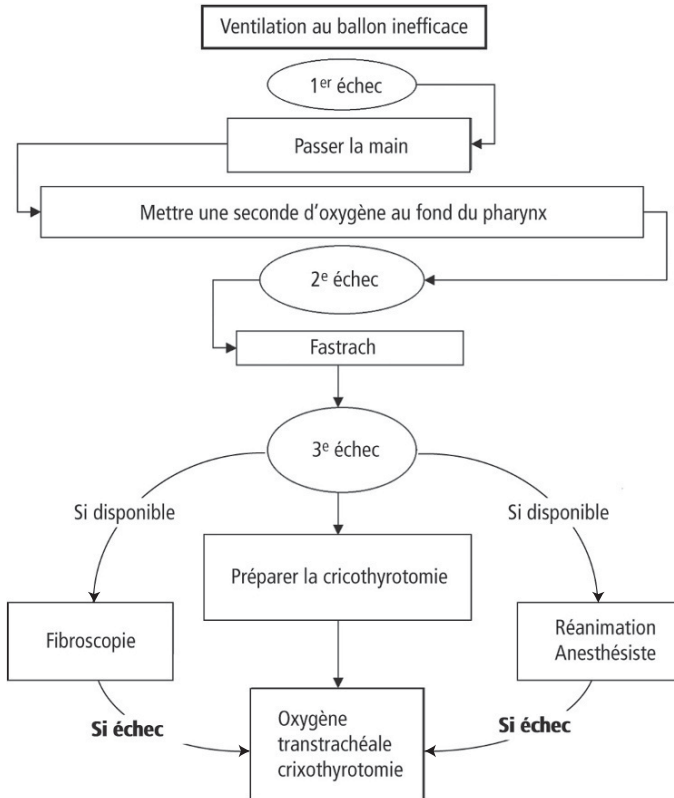 Ventilation au ballon inefficace
1er échec
Passer la main
Mettre une seconde d'oxygène au fond du pharynx
2e échec
Fastrach
3e échec
Si disponible
Si disponible
Préparer la cricothyrotomie
Fibroscopie
Réanimation
Anesthésiste
Si échec
Si échec
Oxygène
transtrachéale
crixothyrotomie